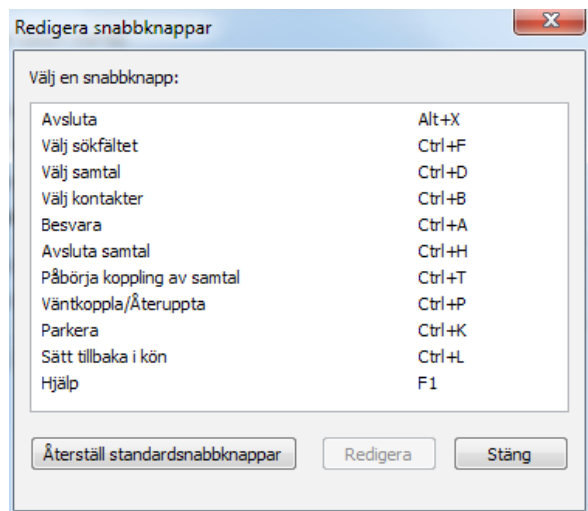 Redigera snabbknappar
Välj en snabbknapp:
Avsluta Alt+X
Välj sökfältet Ctrl+F
Välj samtal Ctrl+D
Välj kontakter Ctrl+B
Besvara Ctrl+A
Avsluta samtal Ctrl+H
Påbörja koppling av samtal Ctrl+T
Väntkoppla/Återuppta Ctrl+P
Parkera Ctrl+K
Sätt tillbaka i kön Ctrl+L
Hjälp F1
Återställ standardsnabbknappar Redigera Stäng